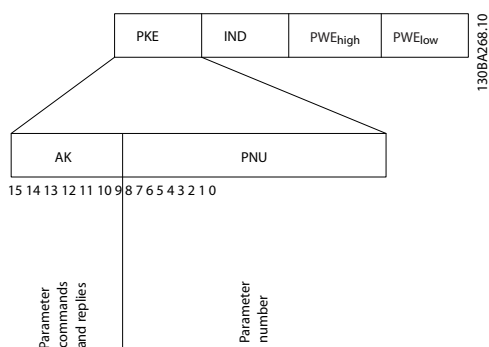 PKE IND PWEhigh PWElow
130BA268.10
AK PNU
15 14 13 12 11 10 9 8 7 6 5 4 3 2 1 0
Parameter
commands
and replies
Parameter
number